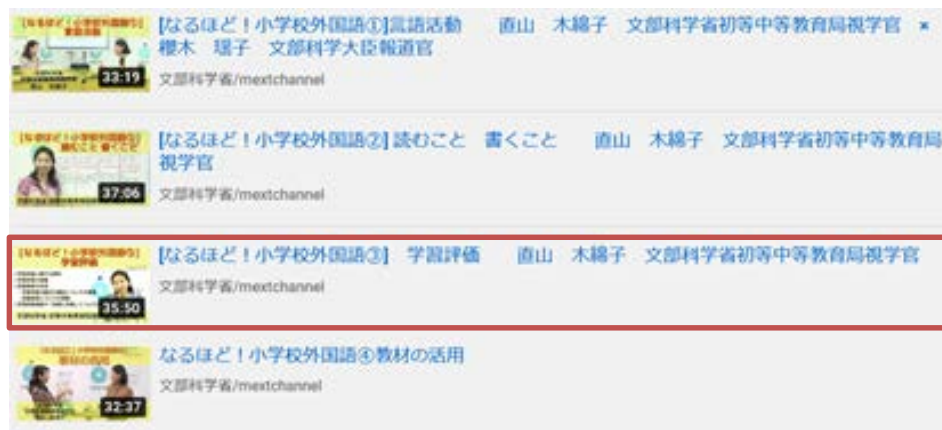 [なるほど！小学校外国語①]言語活動　　直山　木綿子　文部科学省初等中等教育局視学官　×
櫻木　瑶子　文部科学大臣報道官
33:19
文部科学省/mextchannel
[なるほど！小学校外国語②] 読むこと　書くこと　　直山　木綿子　文部科学省初等中等教育局
視学官
37:06
文部科学省/mextchannel
[なるほど！小学校外国語③]　学習評価　　直山　木綿子　文部科学省初等中等教育局視学官
35:50
文部科学省/mextchannel
なるほど！小学校外国語④教材の活用
32:37
文部科学省/mextchannel